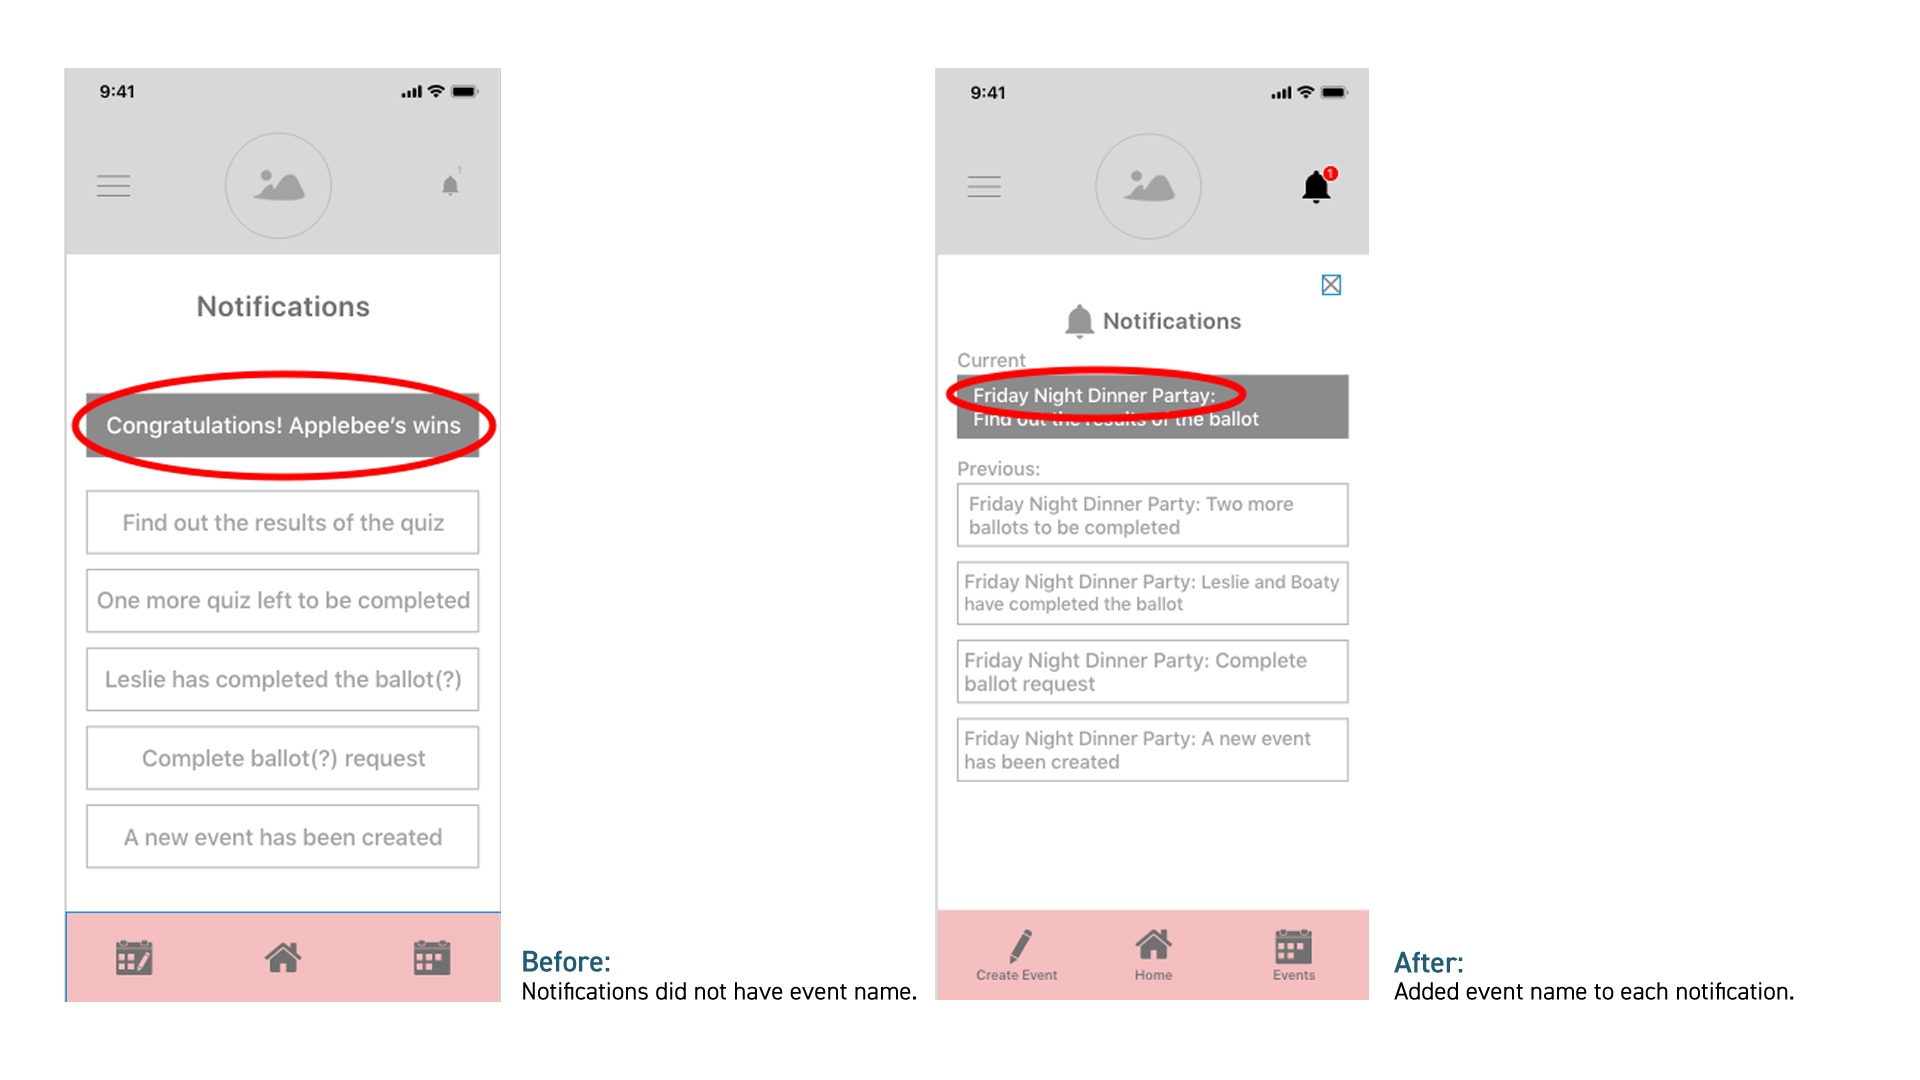 9:41
1
Notifications
Congratulations! Applebee's wins
Find out the results of the quiz
One more quiz left to be completed
Leslie has completed the ballot(?)
Complete ballot(?) request
A new event has been created
Before:
Notifications did not have event name.
9:41
1
Notifications
Current
Friday Night Dinner Partay:
Find out the results of the ballot
Previous:
Friday Night Dinner Party: Two more
ballots to be completed
Friday Night Dinner Party: Leslie and Boaty
have completed the ballot
Friday Night Dinner Party: Complete
ballot request
Friday Night Dinner Party: A new event
has been created
Create Event
Home
Events
After:
Added event name to each notification.